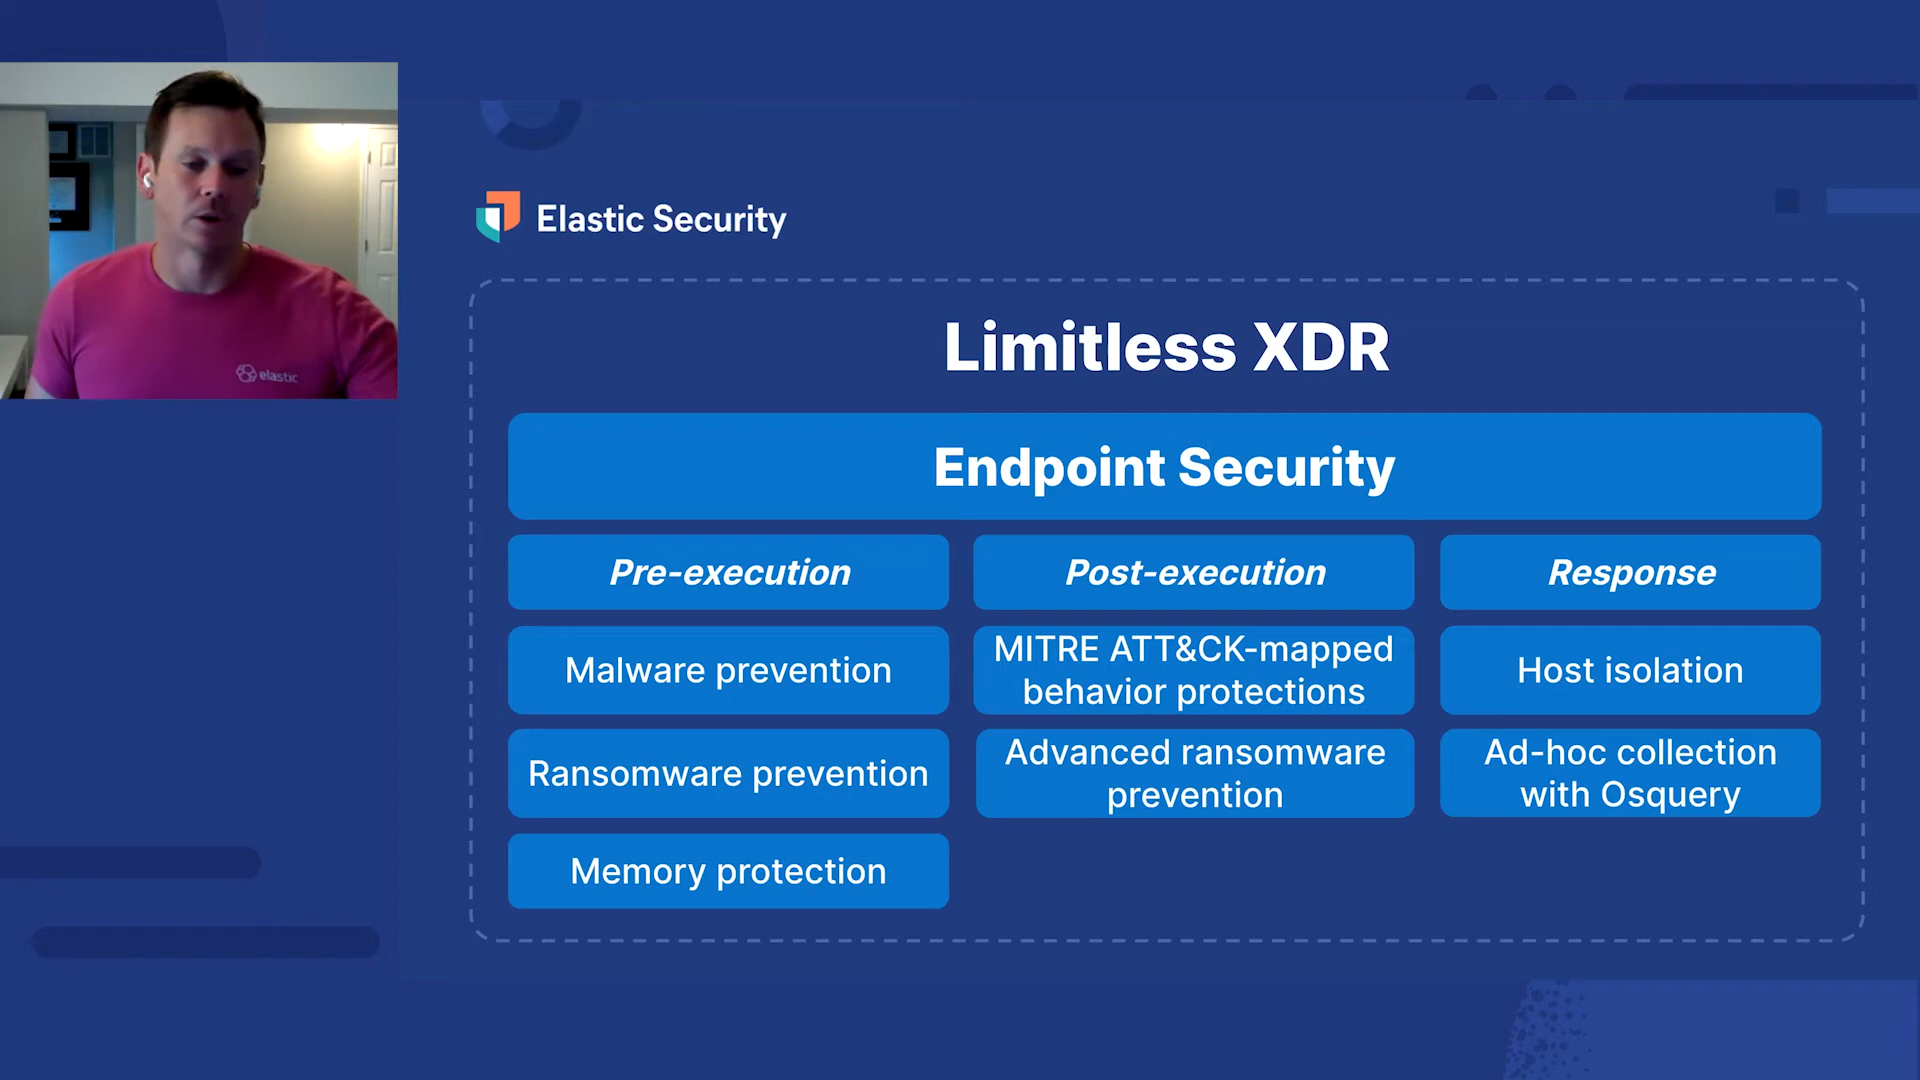 elastic
Elastic Security
Limitless XDR
Endpoint Security
Pre-execution
Post-execution
Response
Malware prevention
MITRE ATT&CK-mapped
behavior protections
Host isolation
Ransomware prevention
Advanced ransomware
prevention
Ad-hoc collection
with Osquery
Memory protection